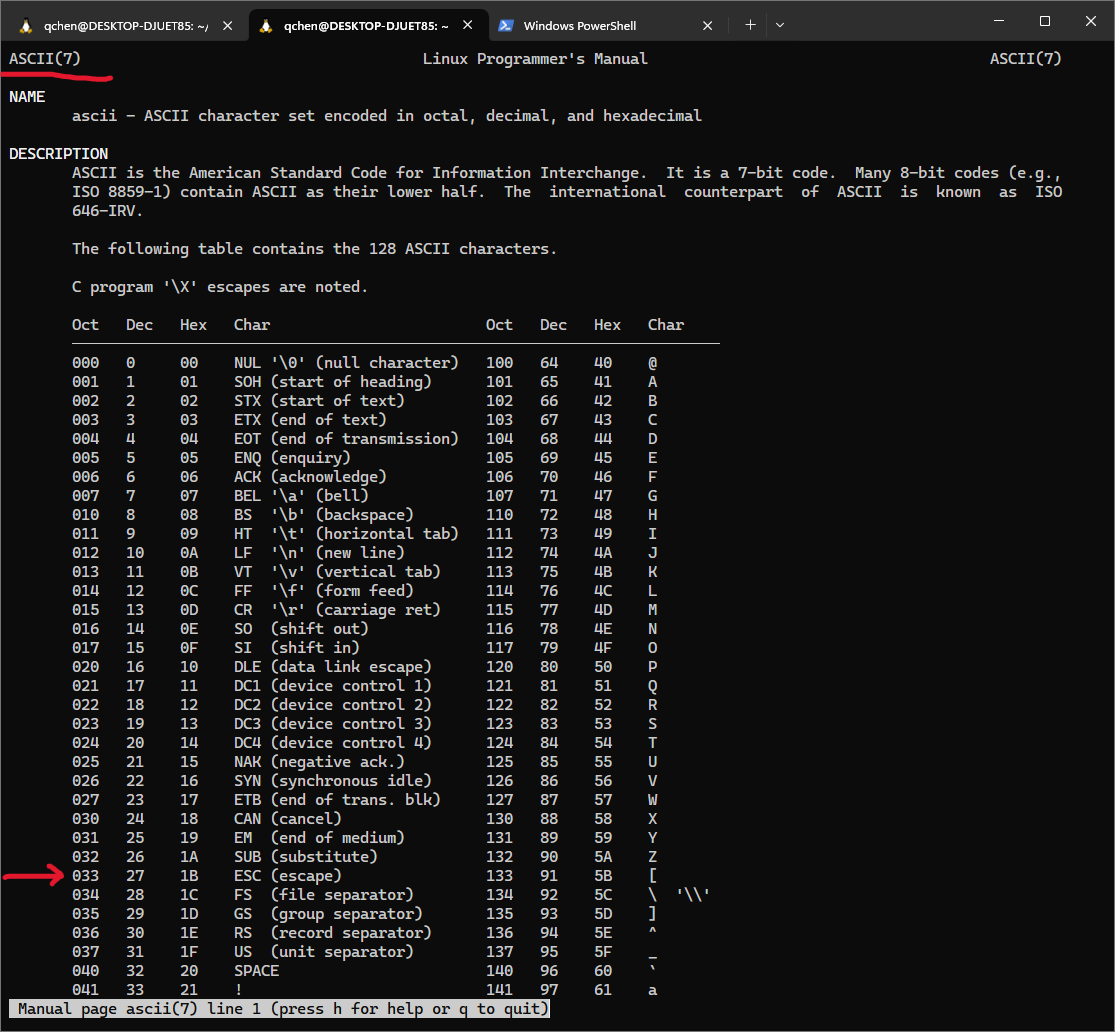 qchen@DESKTOP-DJUET85: ~/ qchen@DESKTOP-DJUET85: ~ Windows PowerShell
ASCII(7) Linux Programmer's Manual ASCII(7)
NAME
ascii - ASCII character set encoded in octal, decimal, and hexadecimal
DESCRIPTION
ASCII is the American Standard Code for Information Interchange. It is a 7-bit code. Many 8-bit codes (e.g.,
ISO 8859-1) contain ASCII as their lower half. The international counterpart of ASCII is known as ISO
646-IRV.
The following table contains the 128 ASCII characters.
C program '\X' escapes are noted.
Oct Dec Hex Char Oct Dec Hex Char
000 0 00 NUL '\0' (null character) 100 64 40 @
001 1 01 SOH (start of heading) 101 65 41 A
002 2 02 STX (start of text) 102 66 42 B
003 3 03 ETX (end of text) 103 67 43 C
004 4 04 EOT (end of transmission) 104 68 44 D
005 5 05 ENQ (enquiry) 105 69 45 E
006 6 06 ACK (acknowledge) 106 70 46 F
007 7 07 BEL '\a' (bell) 107 71 47 G
010 8 08 BS '\b' (backspace) 110 72 48 H
011 9 09 HT '\t' (horizontal tab) 111 73 49 I
012 10 0A LF '\n' (new line) 112 74 4A J
013 11 0B VT '\v' (vertical tab) 113 75 4B K
014 12 0C FF '\f' (form feed) 114 76 4C L
015 13 0D CR '\r' (carriage ret) 115 77 4D M
016 14 0E SO (shift out) 116 78 4E N
017 15 0F SI (shift in) 117 79 4F O
020 16 10 DLE (data link escape) 120 80 50 P
021 17 11 DC1 (device control 1) 121 81 51 Q
022 18 12 DC2 (device control 2) 122 82 52 R
023 19 13 DC3 (device control 3) 123 83 53 S
024 20 14 DC4 (device control 4) 124 84 54 T
025 21 15 NAK (negative ack.) 125 85 55 U
026 22 16 SYN (synchronous idle) 126 86 56 V
027 23 17 ETB (end of trans. blk) 127 87 57 W
030 24 18 CAN (cancel) 130 88 58 X
031 25 19 EM (end of medium) 131 89 59 Y
032 26 1A SUB (substitute) 132 90 5A Z
033 27 1B ESC (escape) 133 91 5B [
034 28 1C FS (file separator) 134 92 5C \ '\\'
035 29 1D GS (group separator) 135 93 5D ]
036 30 1E RS (record separator) 136 94 5E ^
037 31 1F US (unit separator) 137 95 5F _
040 32 20 SPACE 140 96 60 `
041 33 21 ! 141 97 61 a
Manual page ascii(7) line 1 (press h for help or q to quit)